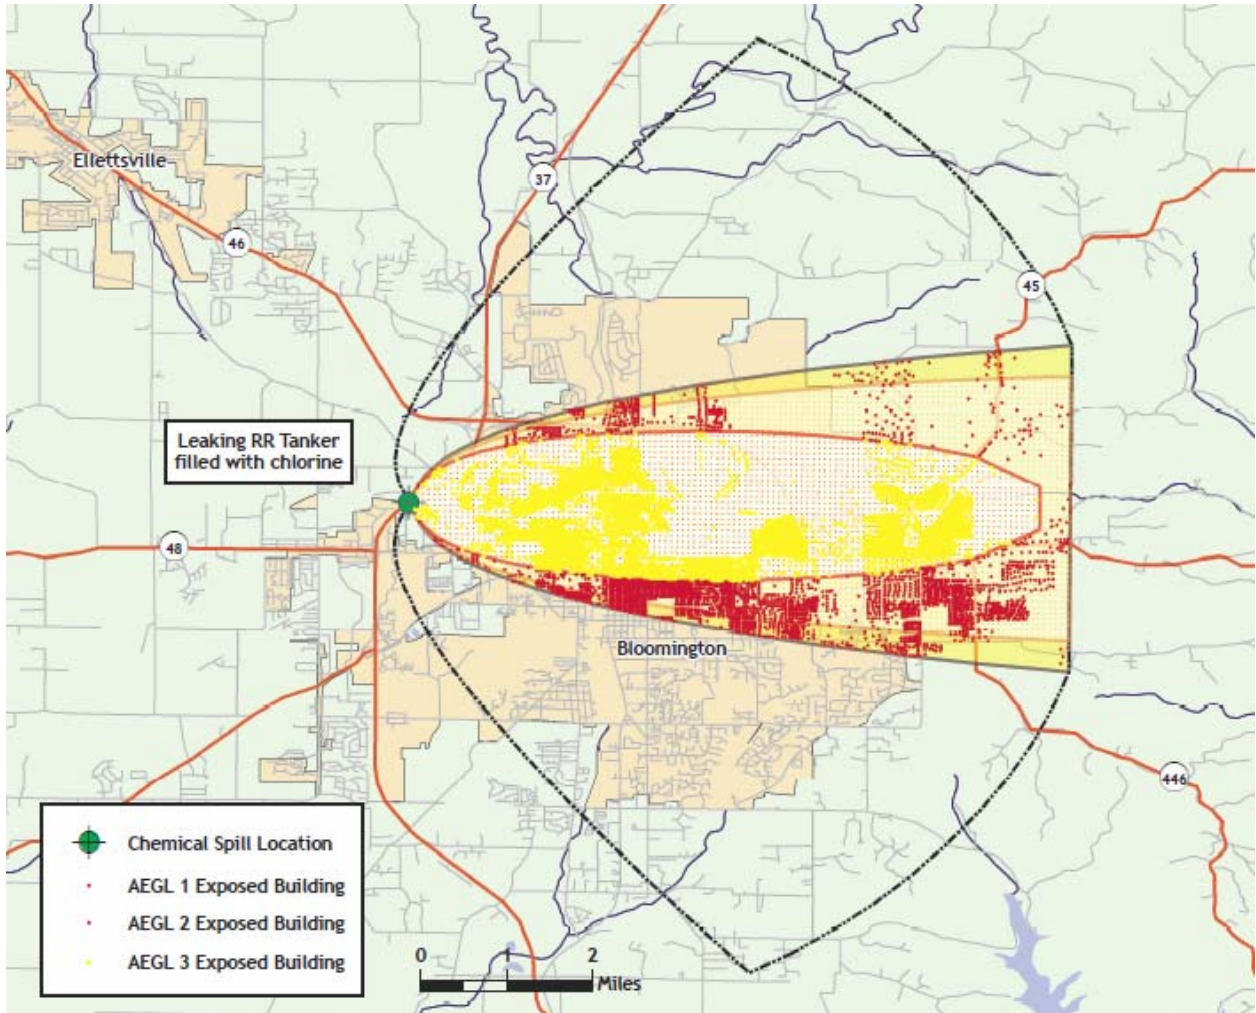 Ellettsville
37
46
45
Leaking RR Tanker
filled with chlorine
48
Bloomington
446
Chemical Spill Location
AEGL 1 Exposed Building
AEGL 2 Exposed Building
AEGL 3 Exposed Building
0 2
Miles